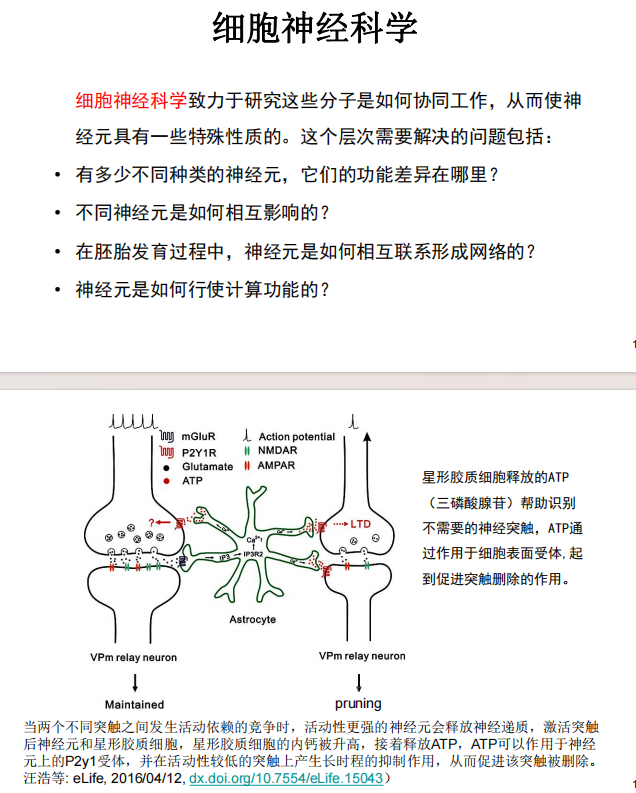 细胞神经科学
细胞神经科学致力于研究这些分子是如何协同工作，从而使神
经元具有一些特殊性质的。这个层次需要解决的问题包括：
• 有多少不同种类的神经元，它们的功能差异在哪里？
• 不同神经元是如何相互影响的？
• 在胚胎发育过程中，神经元是如何相互联系形成网络的？
• 神经元是如何行使计算功能的？
1
mGluR
P2Y1R
Glutamate
ATP
Action potential
NMDAR
AMPAR
?
LTD
Ca²⁺↑
IP3
IP3R2
Astrocyte
VPm relay neuron
VPm relay neuron
Maintained
pruning
星形胶质细胞释放的ATP
（三磷酸腺苷）帮助识别
不需要的神经突触，ATP通
过作用于细胞表面受体,起
到促进突触删除的作用。
当两个不同突触之间发生活动依赖的竞争时，活动性更强的神经元会释放神经递质，激活突触
后神经元和星形胶质细胞，星形胶质细胞的内钙被升高，接着释放ATP，ATP可以作用于神经
元上的P2y1受体，并在活动性较低的突触上产生长时程的抑制作用，从而促进该突触被删除。
汪浩等: eLife, 2016/04/12, dx.doi.org/10.7554/eLife.15043）
1